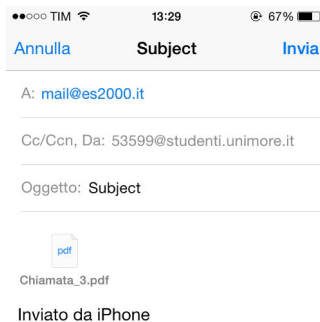 TIM 13:29 67%
Annulla Subject Invia
A: mail@es2000.it
Cc/Ccn, Da: 53599@studenti.unimore.it
Oggetto: Subject
pdf
Chiamata_3.pdf
Inviato da iPhone